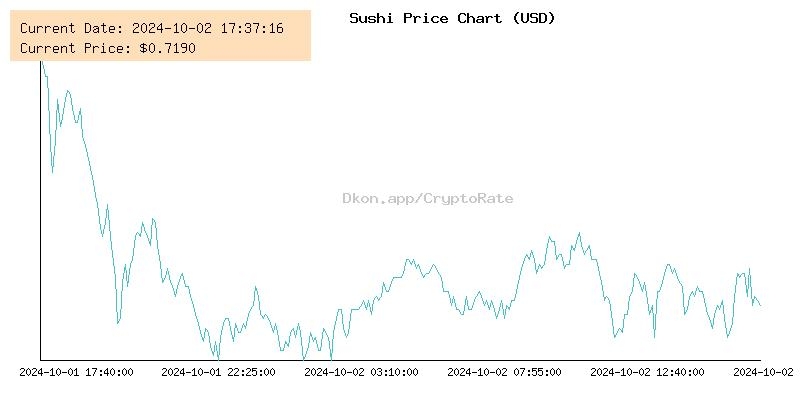 Sushi Price Chart (USD)
Current Date: 2024-10-02 17:37:16
Current Price: $0.7190
Dkon.app/CryptoRate
2024-10-01 17:40:00 2024-10-01 22:25:00 2024-10-02 03:10:00 2024-10-02 07:55:00 2024-10-02 12:40:00 2024-10-02